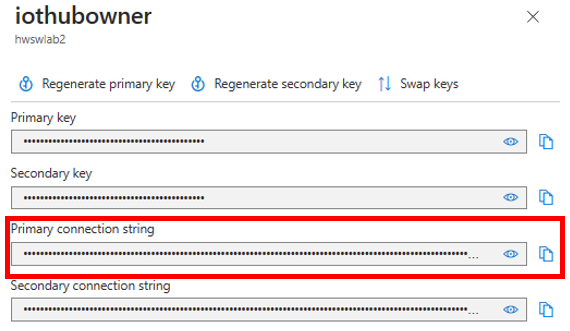 iothubowner
hwswlab2
Regenerate primary key Regenerate secondary key Swap keys
Primary key
••••••••••••••••••••••••••••••••••••••••••••
Secondary key
••••••••••••••••••••••••••••••••••••••••••••
Primary connection string
••••••••••••••••••••••••••••••••••••••••••••••••••••••••••••••••••••••••••••••••••••••••••••••••••••••••••••...
Secondary connection string
••••••••••••••••••••••••••••••••••••••••••••••••••••••••••••••••••••••••••••••••••••••••••••••••••••••••••••...